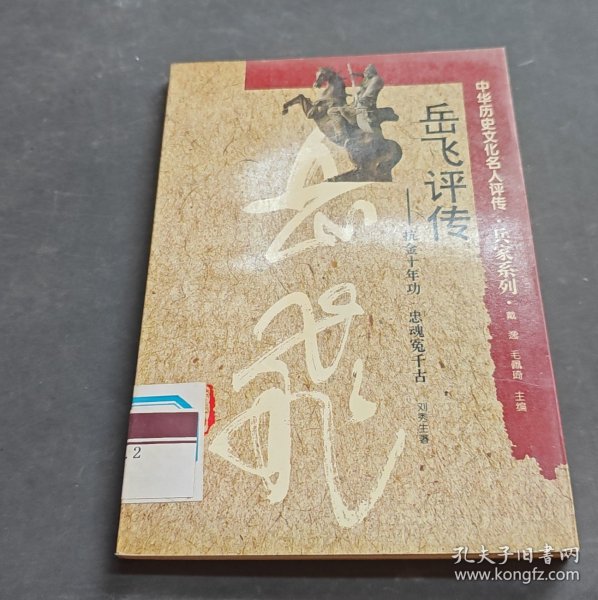 中华历史文化名人评传·兵家系列·
戴逸 毛佩琦 主编
岳飞评传
——抗金十年功 忠魂冤千古
刘秀生著
岳飛
.2
孔夫子旧书网
www.kongfz.com